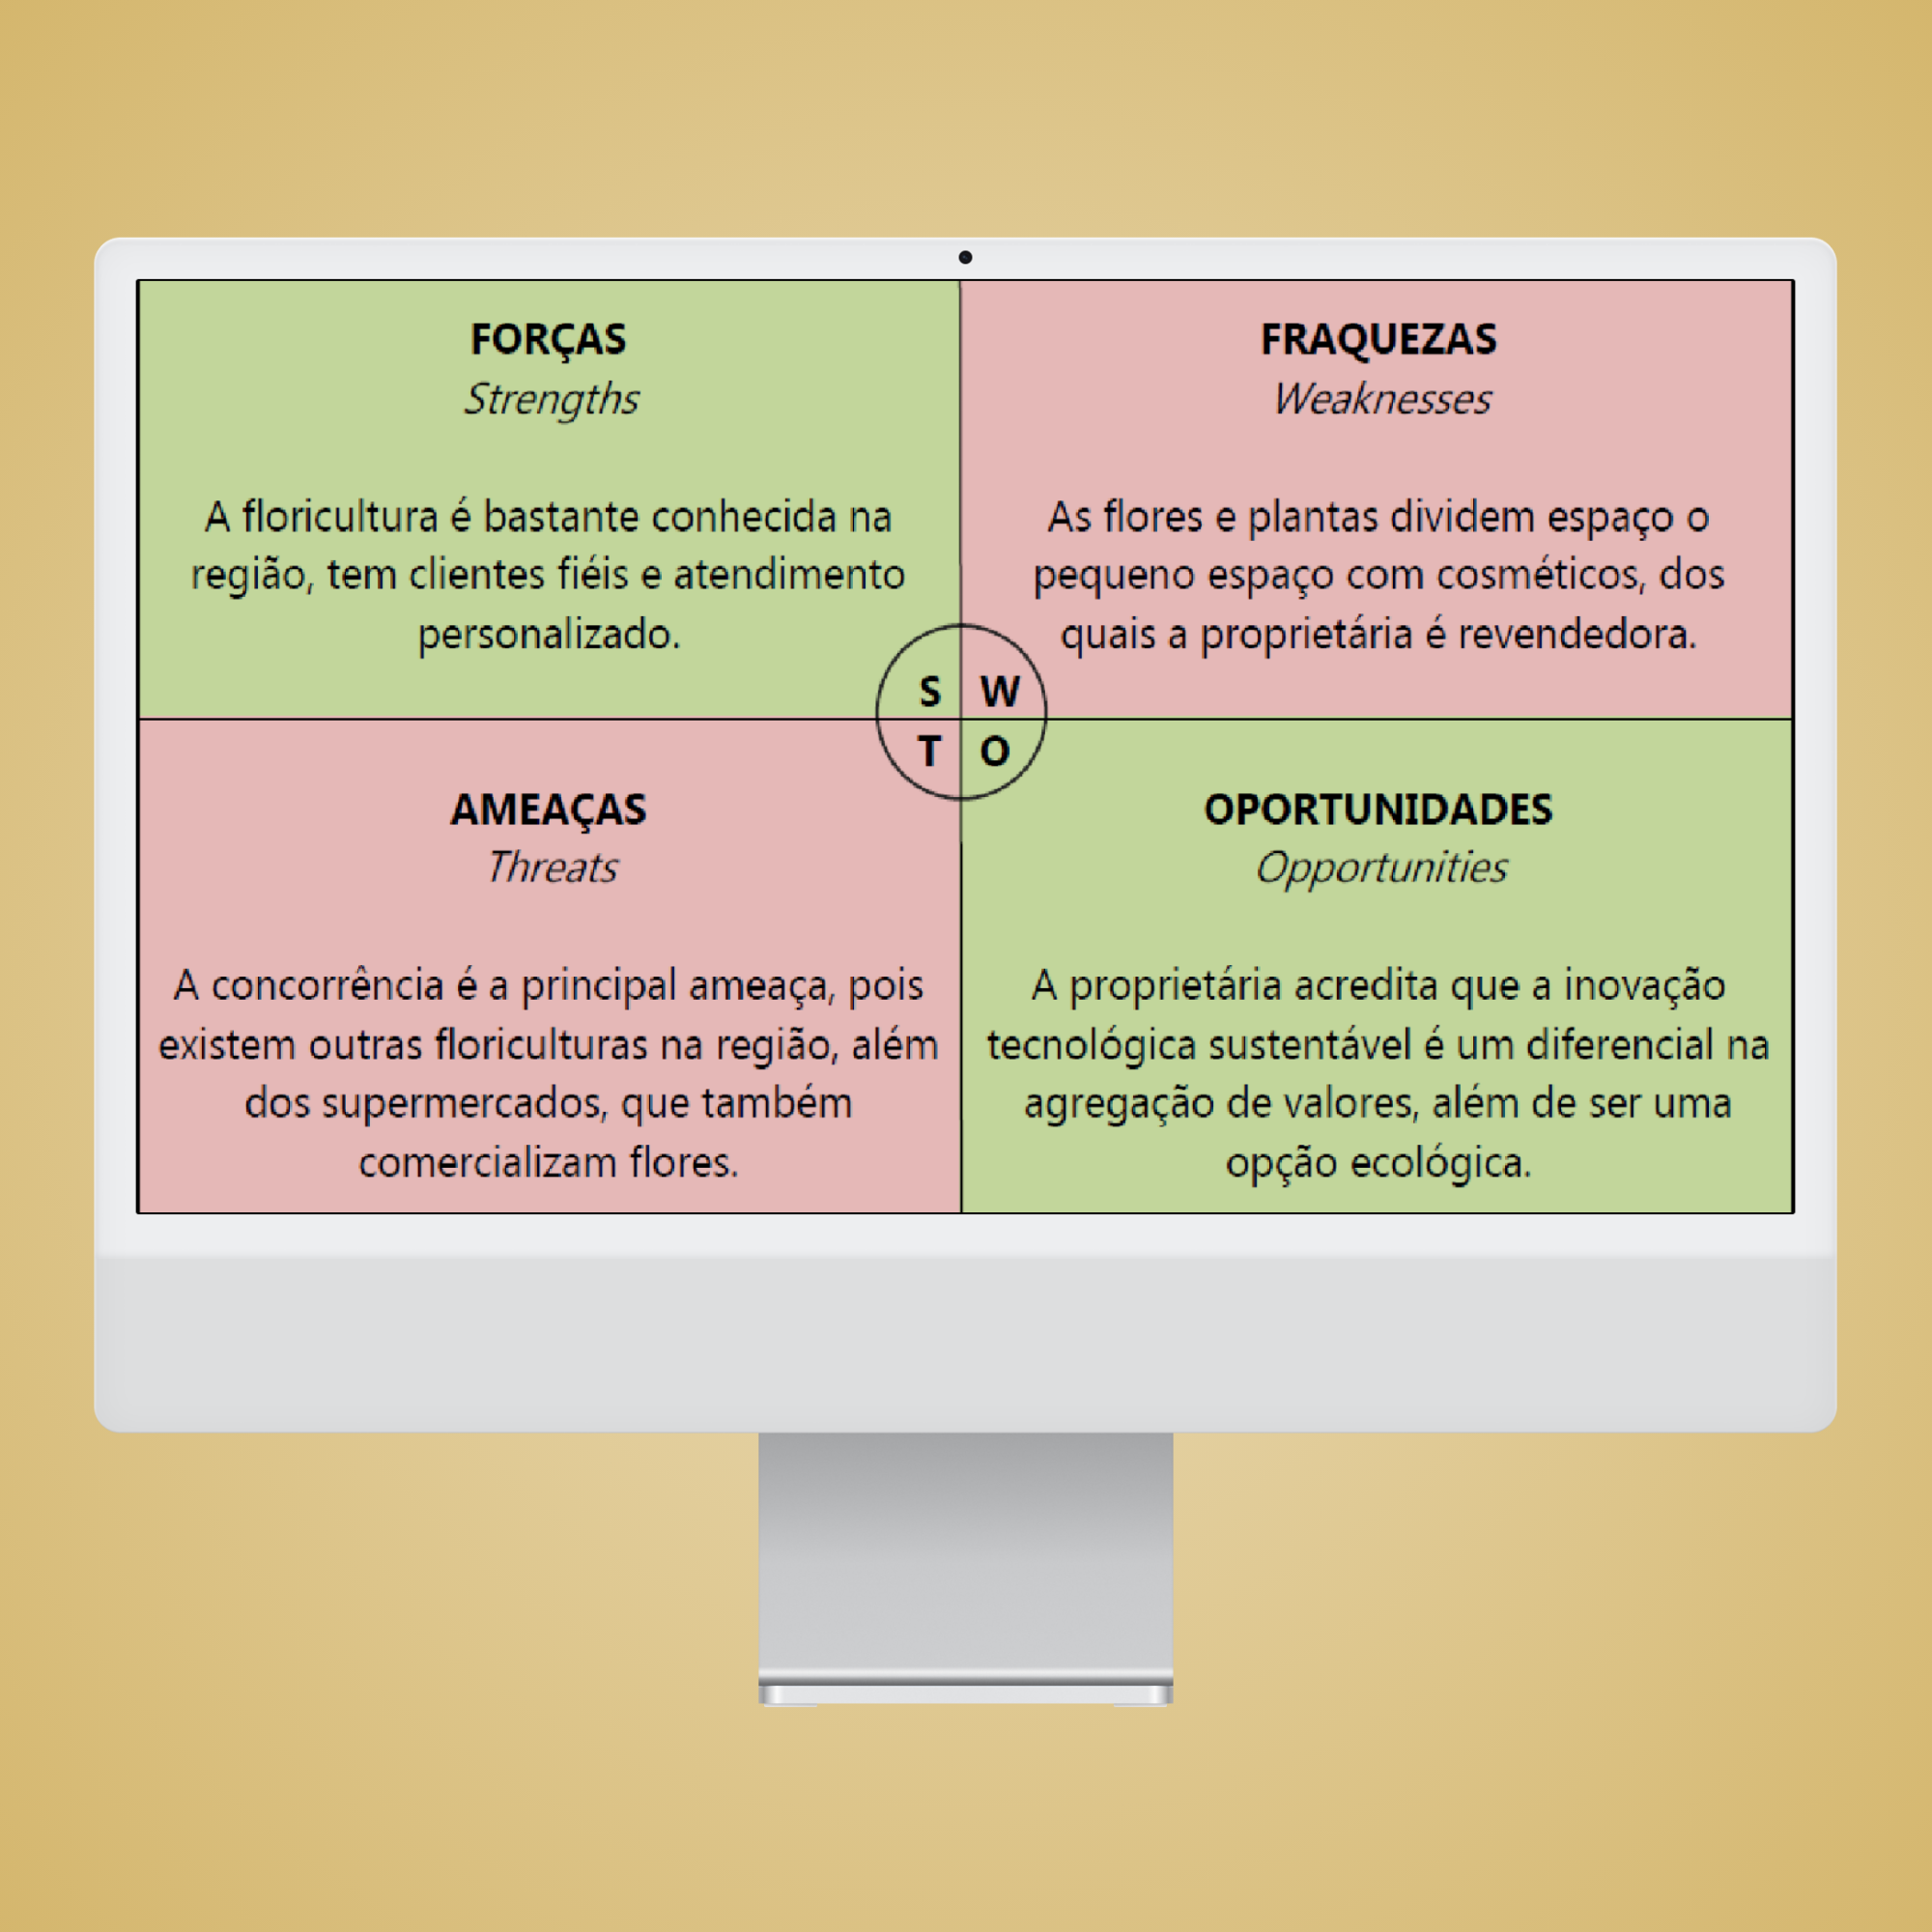 FORÇAS
Strengths
A floricultura é bastante conhecida na
região, tem clientes fiéis e atendimento
personalizado.
FRAQUEZAS
Weaknesses
As flores e plantas dividem espaço o
pequeno espaço com cosméticos, dos
quais a proprietária é revendedora.
S W
T O
AMEAÇAS
Threats
A concorrência é a principal ameaça, pois
existem outras floriculturas na região, além
dos supermercados, que também
comercializam flores.
OPORTUNIDADES
Opportunities
A proprietária acredita que a inovação
tecnológica sustentável é um diferencial na
agregação de valores, além de ser uma
opção ecológica.